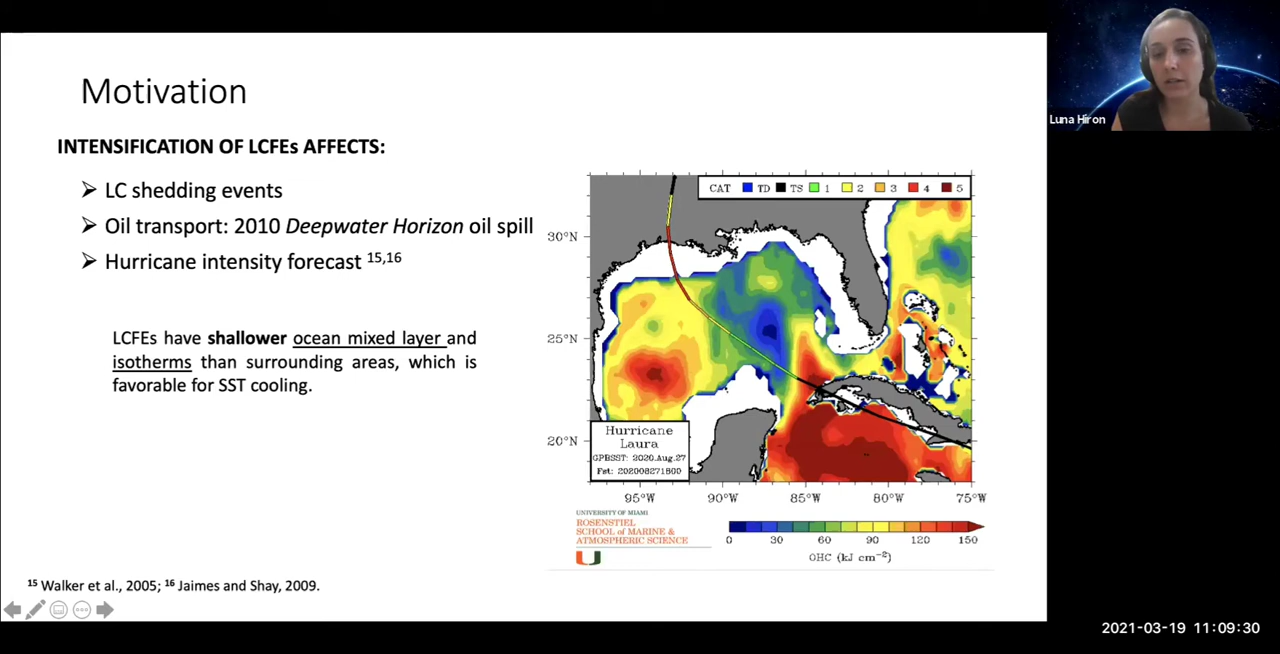 Motivation
INTENSIFICATION OF LCFEs AFFECTS:
➢ LC shedding events
➢ Oil transport: 2010 Deepwater Horizon oil spill
➢ Hurricane intensity forecast 15,16
LCFEs have shallower ocean mixed layer and
isotherms than surrounding areas, which is
favorable for SST cooling.
CAT TD TS 1 2 3 4 5
30°N
25°N
20°N
Hurricane
Laura
GPBSST: 2020.Aug.27
Fst: 202008271800
95°W 90°W 85°W 80°W 75°W
UNIVERSITY OF MIAMI
ROSENSTIEL
SCHOOL of MARINE &
ATMOSPHERIC SCIENCE
0 30 60 90 120 150
OHC (kJ cm⁻²)
15 Walker et al., 2005; 16 Jaimes and Shay, 2009.
Luna Hiron
2021-03-19 11:09:30